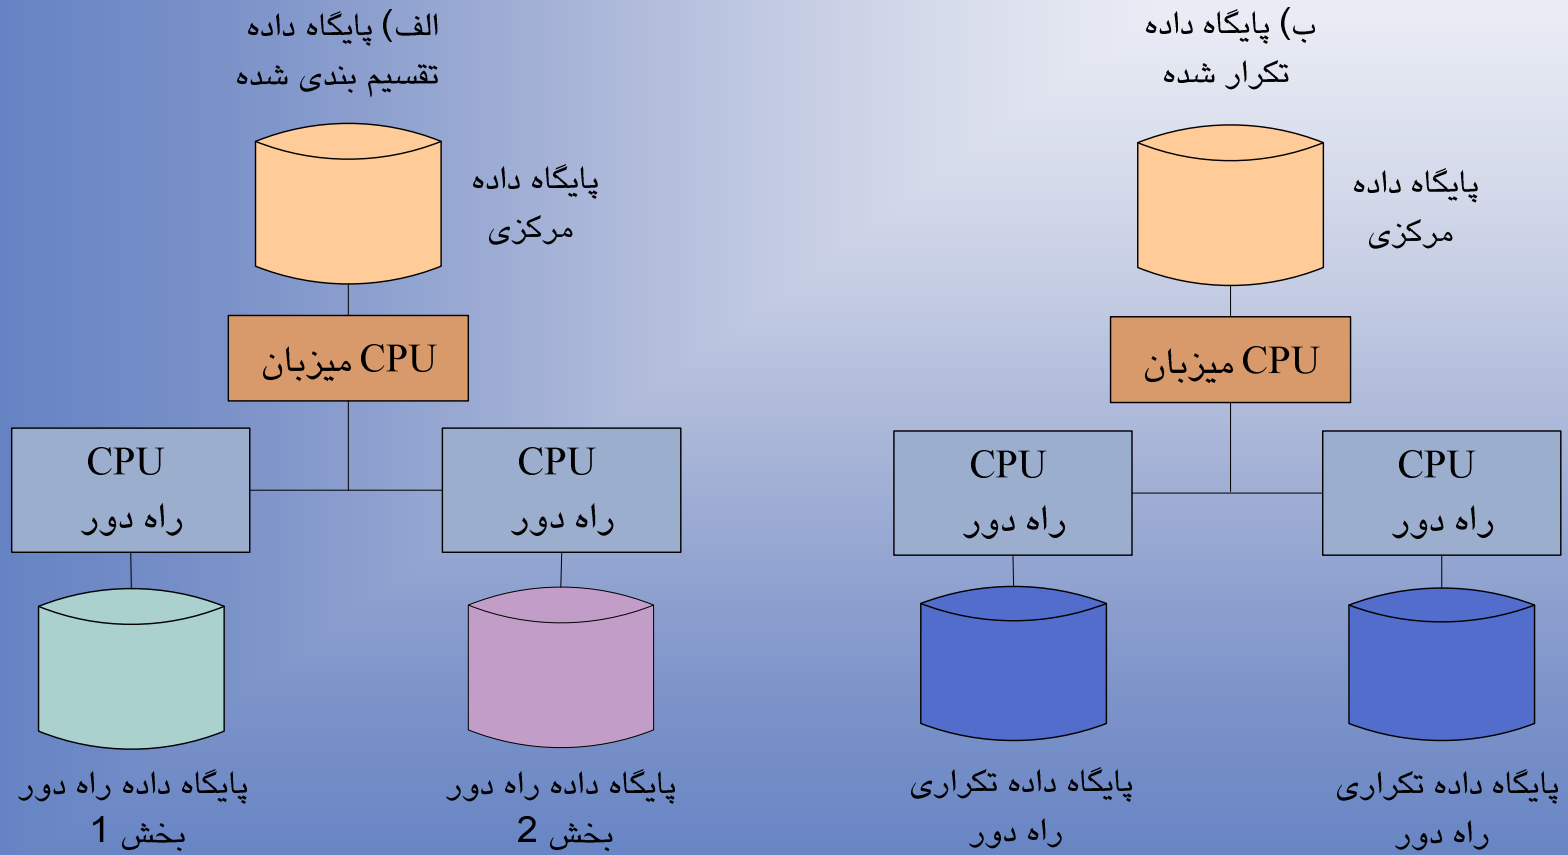 الف) پایگاه داده
تقسیم بندی شده
پایگاه داده
مرکزی
CPU میزبان
CPU
راه دور
CPU
راه دور
پایگاه داده راه دور
بخش 1
پایگاه داده راه دور
بخش 2
ب) پایگاه داده
تکرار شده
پایگاه داده
مرکزی
CPU میزبان
CPU
راه دور
CPU
راه دور
پایگاه داده تکراری
راه دور
پایگاه داده تکراری
راه دور